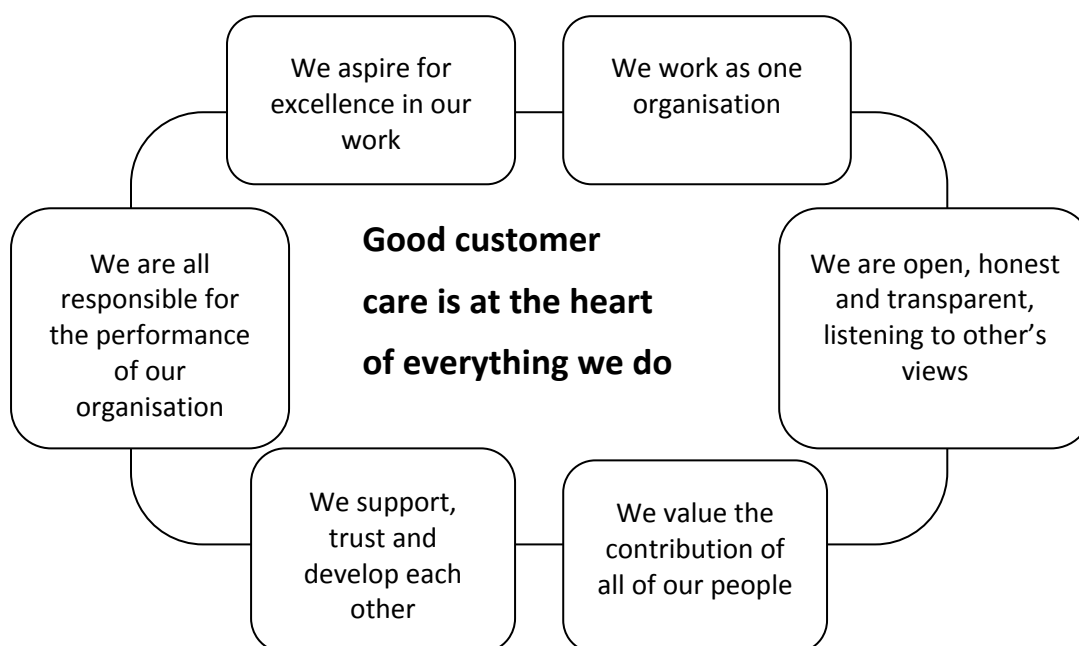 We aspire for
excellence in our
work
We work as one
organisation
We are all
responsible for
the performance
of our
organisation
Good customer
care is at the heart
of everything we do
We are open, honest
and transparent,
listening to other’s
views
We support,
trust and
develop each
other
We value the
contribution of
all of our people